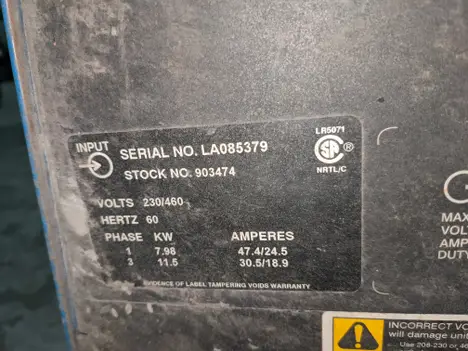 INPUT
SERIAL NO. LA085379
STOCK NO. 903474
LR5071
SA ®
NRTL/C
VOLTS 230/460
HERTZ 60
PHASE KW AMPERES
1 7.98 47.4/24.5
3 11.5 30.5/18.9
EVIDENCE OF LABEL TAMPERING VOIDS WARRANTY
MAX
VOL
AMP
DUTY
INCORRECT VO
will damage unit
Use 208-230 or 46